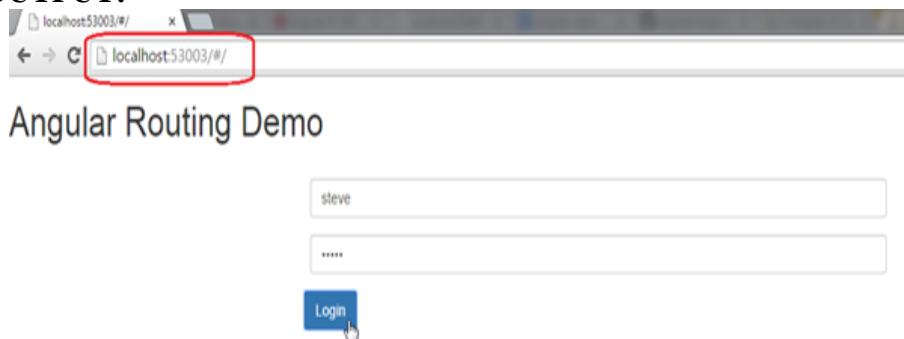 localhost:53003/#/ ×
localhost:53003/#/
Angular Routing Demo
steve
•••••
Login